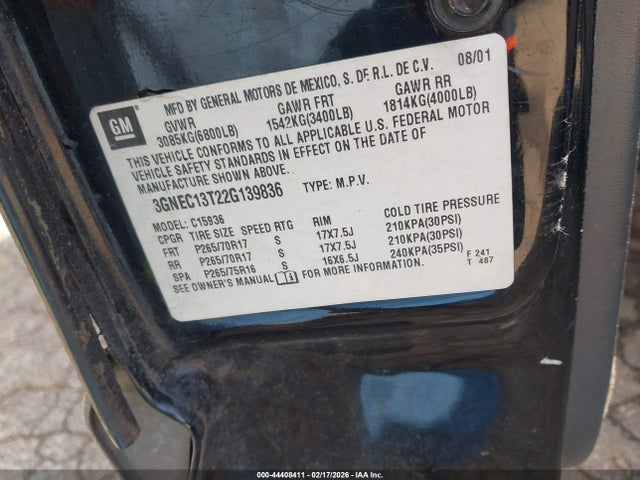 GM
MFD BY GENERAL MOTORS DE MEXICO, S. DE R.L. DE C.V. 08/01
GVWR GAWR FRT GAWR RR
3085KG(6800LB) 1542KG(3400LB) 1814KG(4000LB)
THIS VEHICLE CONFORMS TO ALL APPLICABLE U.S. FEDERAL MOTOR
VEHICLE SAFETY STANDARDS IN EFFECT ON THE DATE OF
MANUFACTURE SHOWN ABOVE.
3GNEC13T22G139836 TYPE: M.P.V.
MODEL: C15936
CPGR TIRE SIZE SPEED RTG RIM COLD TIRE PRESSURE
FRT P265/70R17 S 17X7.5J 210KPA(30PSI)
RR P265/70R17 S 17X7.5J 210KPA(30PSI)
SPA P265/75R16 S 16X6.5J 240KPA(35PSI)
SEE OWNER'S MANUAL FOR MORE INFORMATION.
F 241
T 487
000-44408411 - 02/17/2026 - IAA Inc.